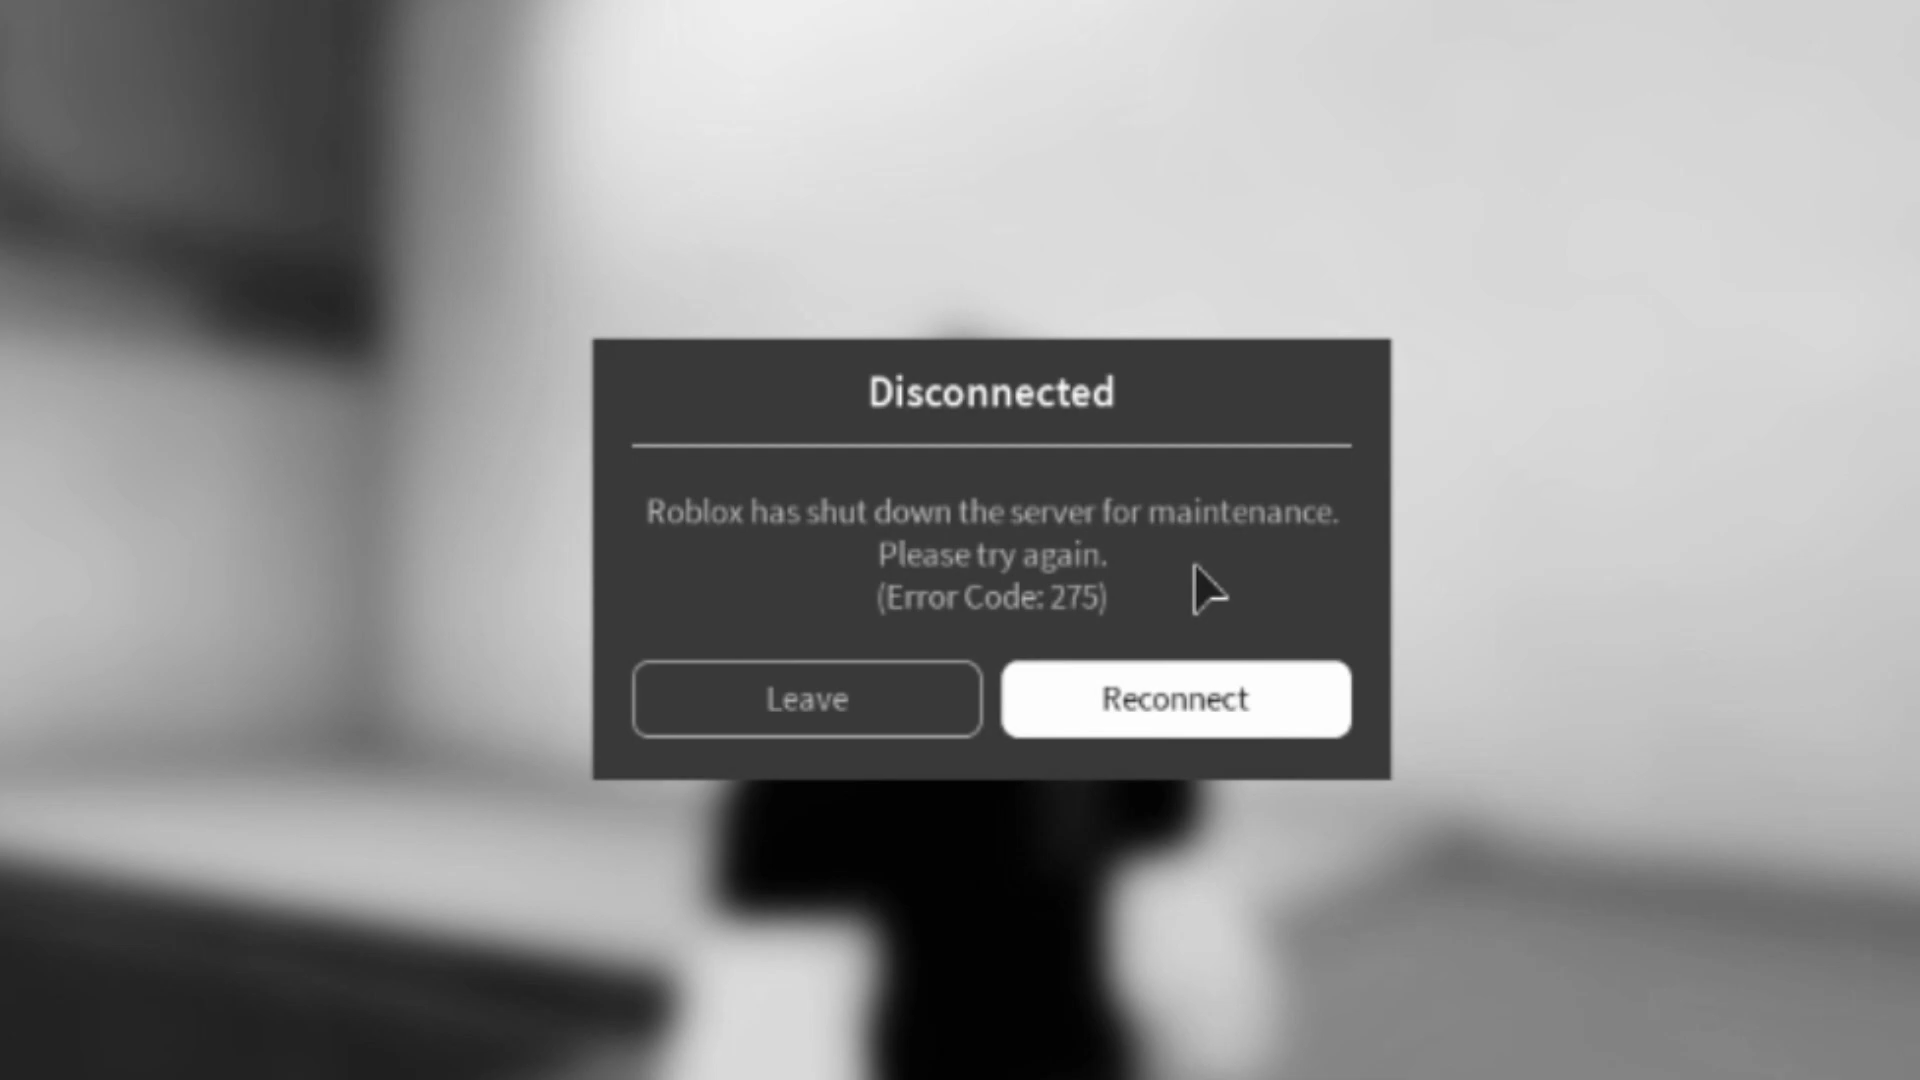 Disconnected
Roblox has shut down the server for maintenance.
Please try again.
(Error Code: 275)
Leave
Reconnect